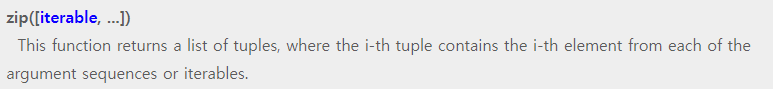 zip([iterable, ...])
This function returns a list of tuples, where the i-th tuple contains the i-th element from each of the
argument sequences or iterables.